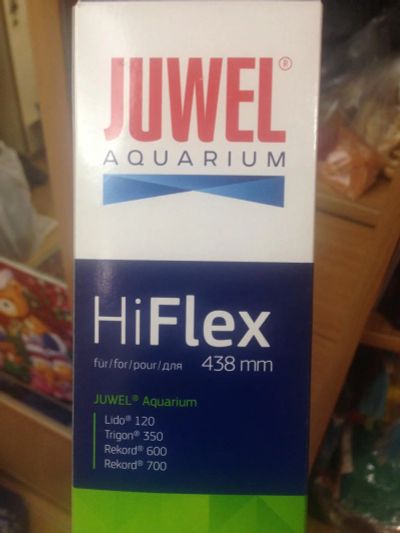 JUWEL®
AQUARIUM
HiFlex
für/for/pour/для 438 mm
JUWEL® Aquarium
Lido® 120
Trigon® 350
Rekord® 600
Rekord® 700